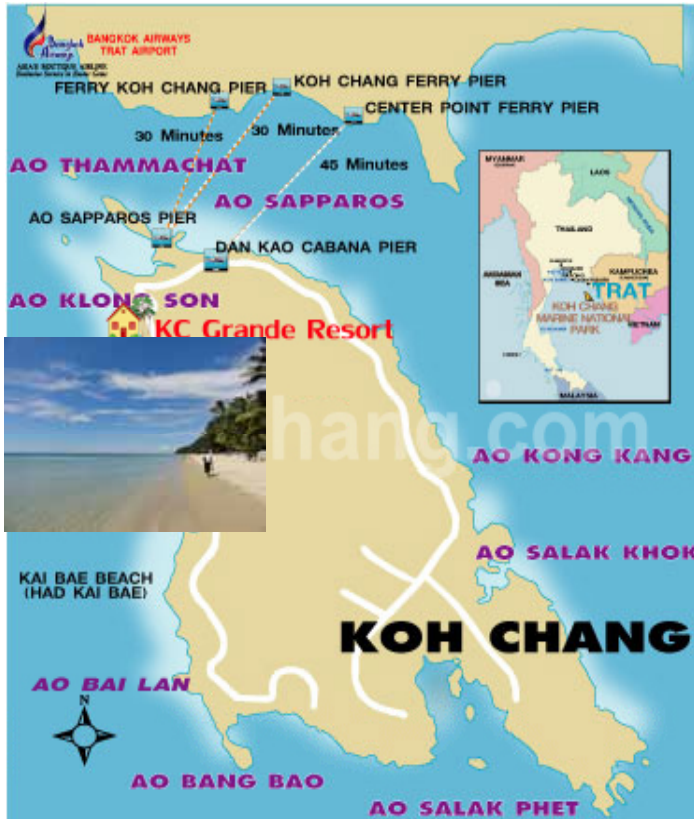 BANGKOK AIRWAYS
TRAT AIRPORT
Bangkok
Airways
FERRY KOH CHANG PIER
KOH CHANG FERRY PIER
CENTER POINT FERRY PIER
30 Minutes
30 Minutes
45 Minutes
AO THAMMACHAT
AO SAPPAROS
AO SAPPAROS PIER
DAN KAO CABANA PIER
AO KLONG SON
KC Grande Resort
MYANMAR
LAOS
THAILAND
ANDAMAN
SEA
KAMPUCHEA
TRAT
KOH CHANG
MARINE NATIONAL
PARK
VIETNAM
MALAYSIA
hang.com
AO KONG KANG
AO SALAK KHOK
KAI BAE BEACH
(HAD KAI BAE)
KOH CHANG
AO BAI LAN
N
AO BANG BAO
AO SALAK PHET